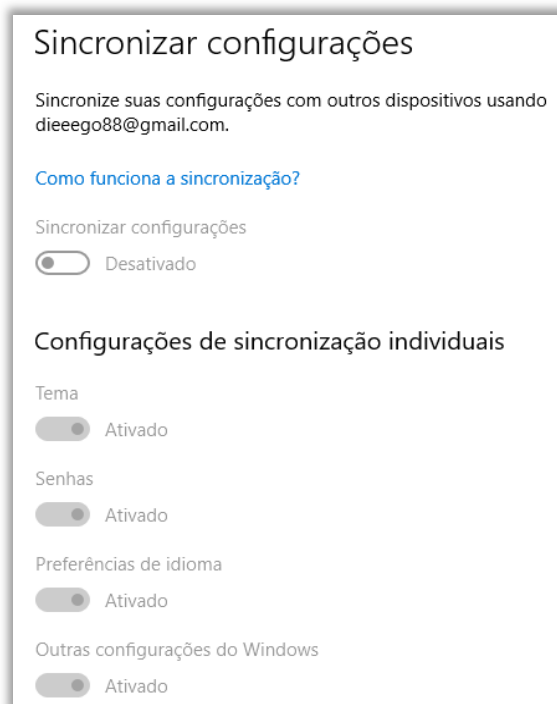 Sincronizar configurações
Sincronize suas configurações com outros dispositivos usando
dieeego88@gmail.com.
Como funciona a sincronização?
Sincronizar configurações
Desativado
Configurações de sincronização individuais
Tema
Ativado
Senhas
Ativado
Preferências de idioma
Ativado
Outras configurações do Windows
Ativado